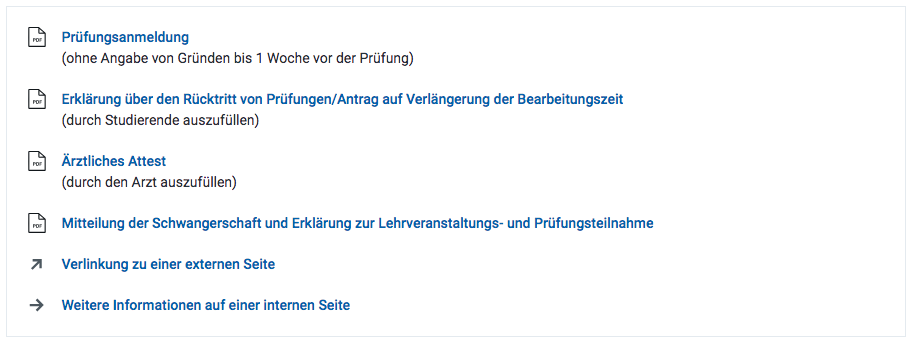 PDF
Prüfungsanmeldung
(ohne Angabe von Gründen bis 1 Woche vor der Prüfung)
PDF
Erklärung über den Rücktritt von Prüfungen/Antrag auf Verlängerung der Bearbeitungszeit
(durch Studierende auszufüllen)
PDF
Ärztliches Attest
(durch den Arzt auszufüllen)
PDF
Mitteilung der Schwangerschaft und Erklärung zur Lehrveranstaltungs- und Prüfungsteilnahme
Verlinkung zu einer externen Seite
Weitere Informationen auf einer internen Seite